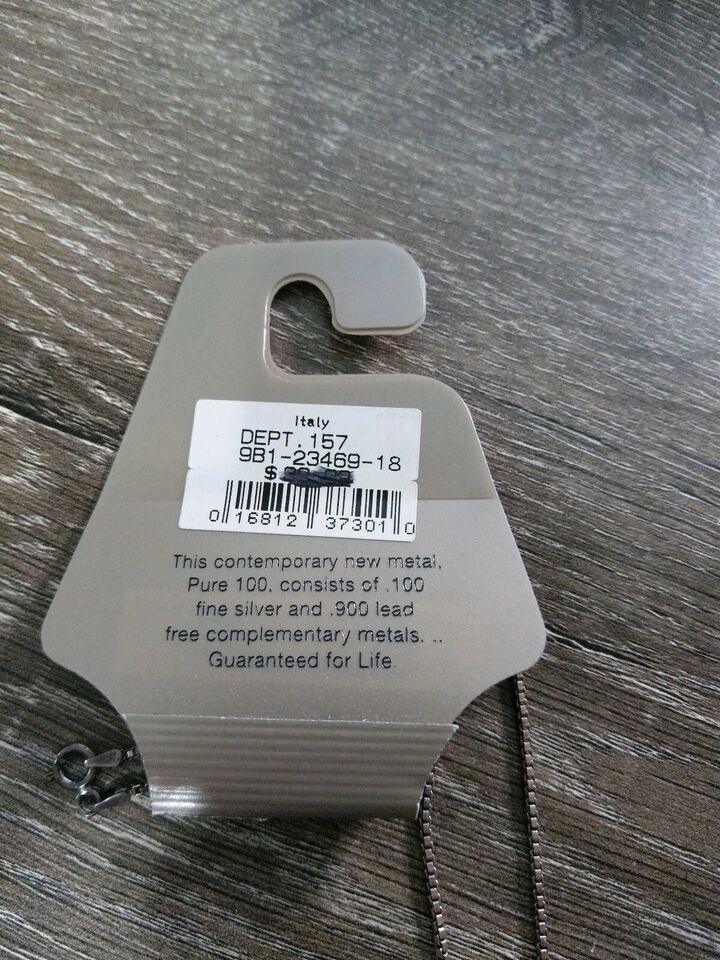 Italy
DEPT. 157
9B1-23469-18
$
0 16812 37301 0
This contemporary new metal,
Pure 100, consists of .100
fine silver and .900 lead
free complementary metals. ..
Guaranteed for Life.